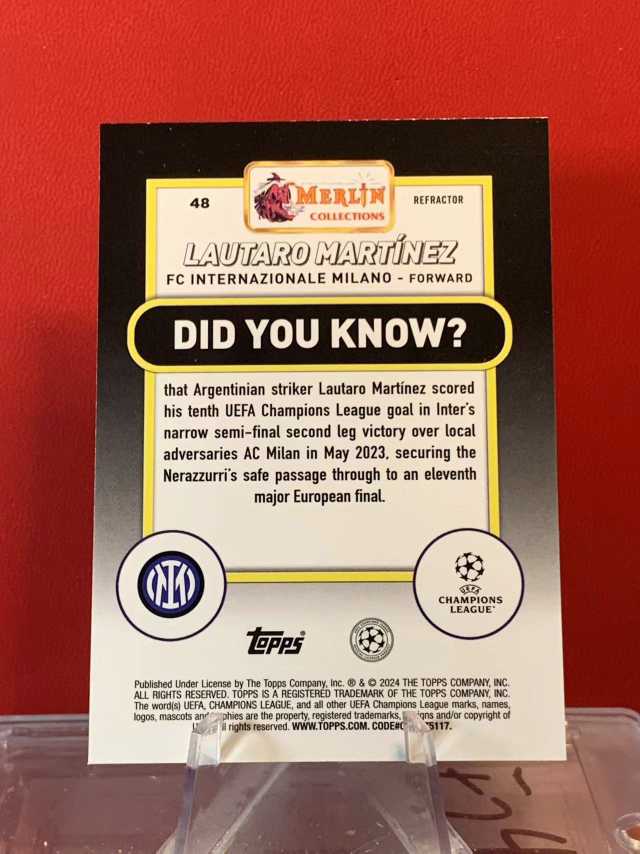 48
MERLIN
COLLECTIONS
REFRACTOR
LAUTARO MARTÍNEZ
FC INTERNAZIONALE MILANO - FORWARD
DID YOU KNOW?
that Argentinian striker Lautaro Martínez scored
his tenth UEFA Champions League goal in Inter's
narrow semi-final second leg victory over local
adversaries AC Milan in May 2023, securing the
Nerazzurri's safe passage through to an eleventh
major European final.
UEFA
CHAMPIONS
LEAGUE
topps
Published Under License by The Topps Company, Inc. ® & © 2024 THE TOPPS COMPANY, INC.
ALL RIGHTS RESERVED. TOPPS IS A REGISTERED TRADEMARK OF THE TOPPS COMPANY, INC.
The word(s) UEFA, CHAMPIONS LEAGUE, and all other UEFA Champions League marks, names,
logos, mascots are the property, registered trademarks, and/or copyright of
all rights reserved. WWW.TOPPS.COM.